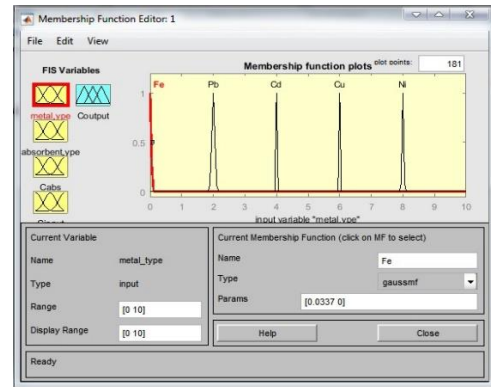 Membership Function Editor: 1
File Edit View
FIS Variables
metal_type Coutput
absorbent_type
Cabs
Membership function plots plot points: 181
Fe Pb Cd Cu Ni
1
0.5
0
0 1 2 3 4 5 6 7 8 9 10
input variable "metal_type"
Current Variable
Name metal_type
Type input
Range [0 10]
Display Range [0 10]
Current Membership Function (click on MF to select)
Name Fe
Type gaussmf
Params [0.0337 0]
Help Close
Ready